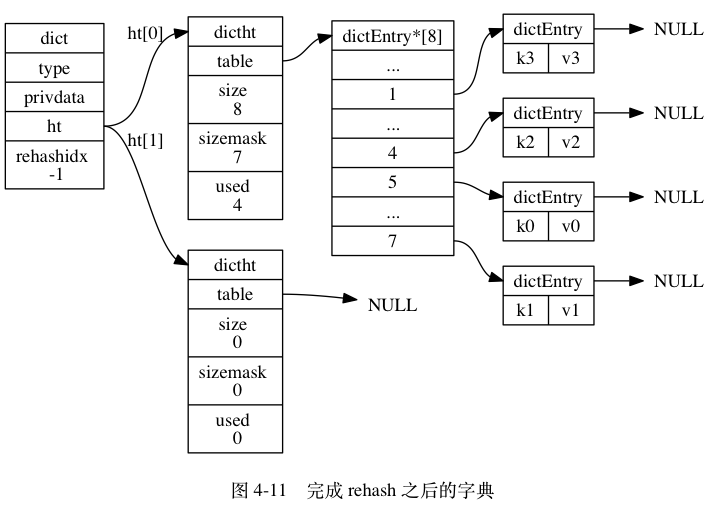 dict
type
privdata
ht
rehashidx
-1
ht[0]
ht[1]
dictht
table
size
8
sizemask
7
used
4
dictht
table
size
0
sizemask
0
used
0
NULL
dictEntry*[8]
...
1
...
4
5
...
7
dictEntry
k3 v3
NULL
dictEntry
k2 v2
NULL
dictEntry
k0 v0
NULL
dictEntry
k1 v1
NULL
图 4-11 完成 rehash 之后的字典